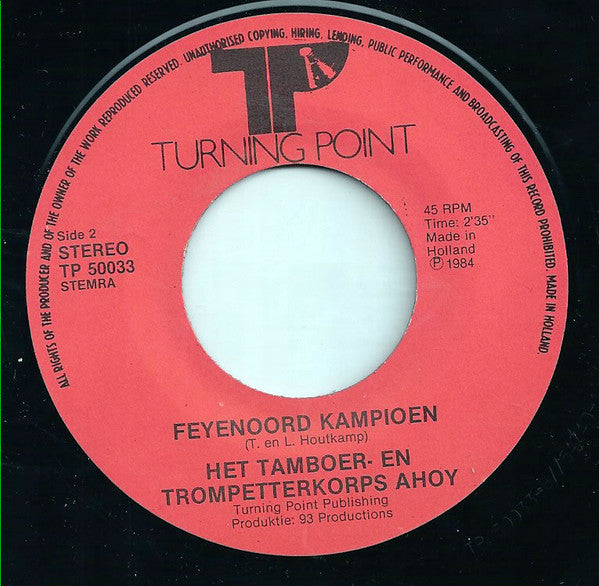 ALL RIGHTS OF THE PRODUCER AND OF THE OWNER OF THE WORK REPRODUCED RESERVED. UNAUTHORISED COPYING, HIRING, LENDING, PUBLIC PERFORMANCE AND BROADCASTING OF THIS RECORD PROHIBITED. MADE IN HOLLAND.
TP
TURNING POINT
Side 2
STEREO
TP 50033
STEMRA
45 RPM
Time: 2'35''
Made in
Holland
℗ 1984
FEYENOORD KAMPIOEN
(T. en L. Houtkamp)
HET TAMBOER- EN
TROMPETTERKORPS AHOY
Turning Point Publishing
Produktie: 93 Productions